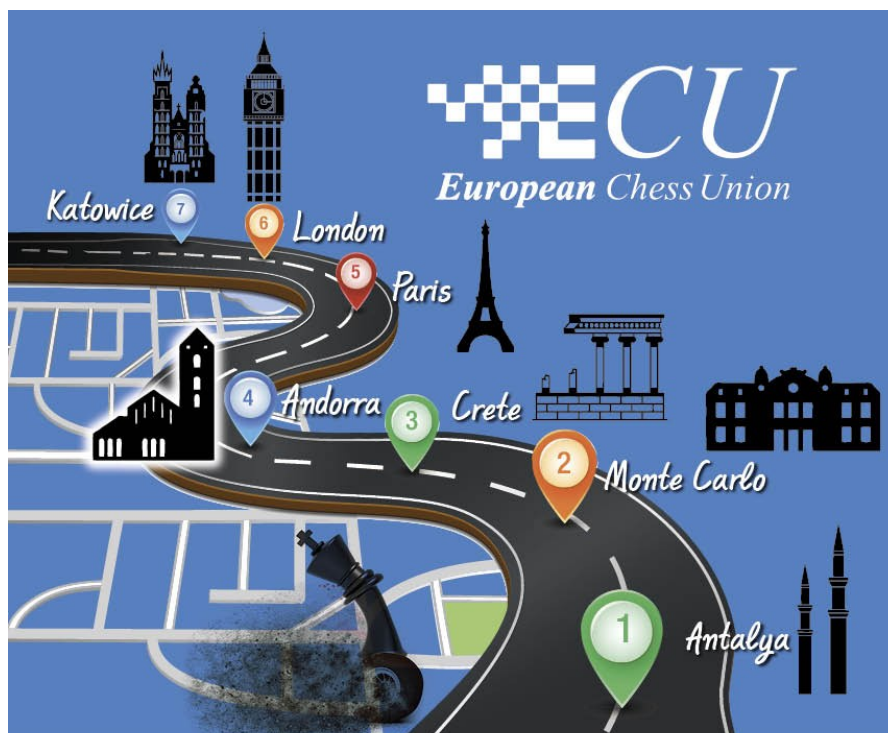 ECU
European Chess Union
Katowice
7
6
London
5
Paris
4
Andorra
3
Crete
2
Monte Carlo
1
Antalya